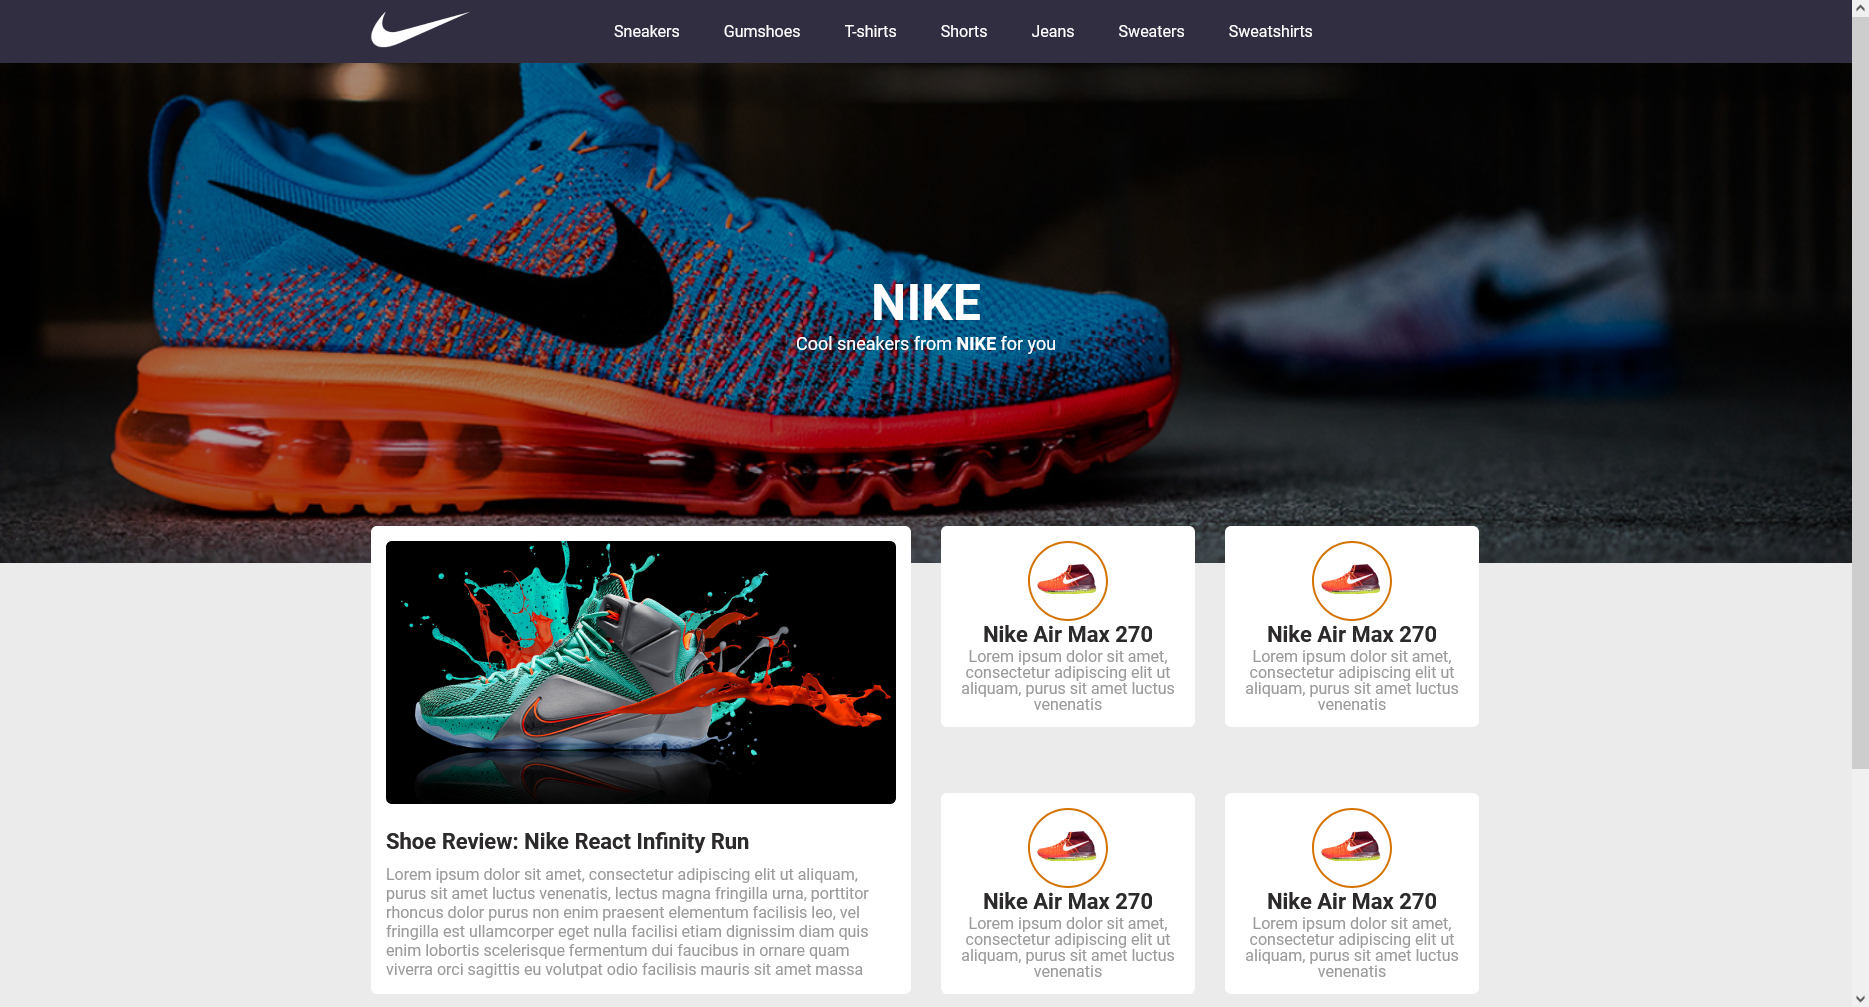 Sneakers Gumshoes T-shirts Shorts Jeans Sweaters Sweatshirts
NIKE
Cool sneakers from NIKE for you
Shoe Review: Nike React Infinity Run
Lorem ipsum dolor sit amet, consectetur adipiscing elit ut aliquam,
purus sit amet luctus venenatis, lectus magna fringilla urna, porttitor
rhoncus dolor purus non enim praesent elementum facilisis leo, vel
fringilla est ullamcorper eget nulla facilisi etiam dignissim diam quis
enim lobortis scelerisque fermentum dui faucibus in ornare quam
viverra orci sagittis eu volutpat odio facilisis mauris sit amet massa
Nike Air Max 270
Lorem ipsum dolor sit amet,
consectetur adipiscing elit ut
aliquam, purus sit amet luctus
venenatis
Nike Air Max 270
Lorem ipsum dolor sit amet,
consectetur adipiscing elit ut
aliquam, purus sit amet luctus
venenatis
Nike Air Max 270
Lorem ipsum dolor sit amet,
consectetur adipiscing elit ut
aliquam, purus sit amet luctus
venenatis
Nike Air Max 270
Lorem ipsum dolor sit amet,
consectetur adipiscing elit ut
aliquam, purus sit amet luctus
venenatis